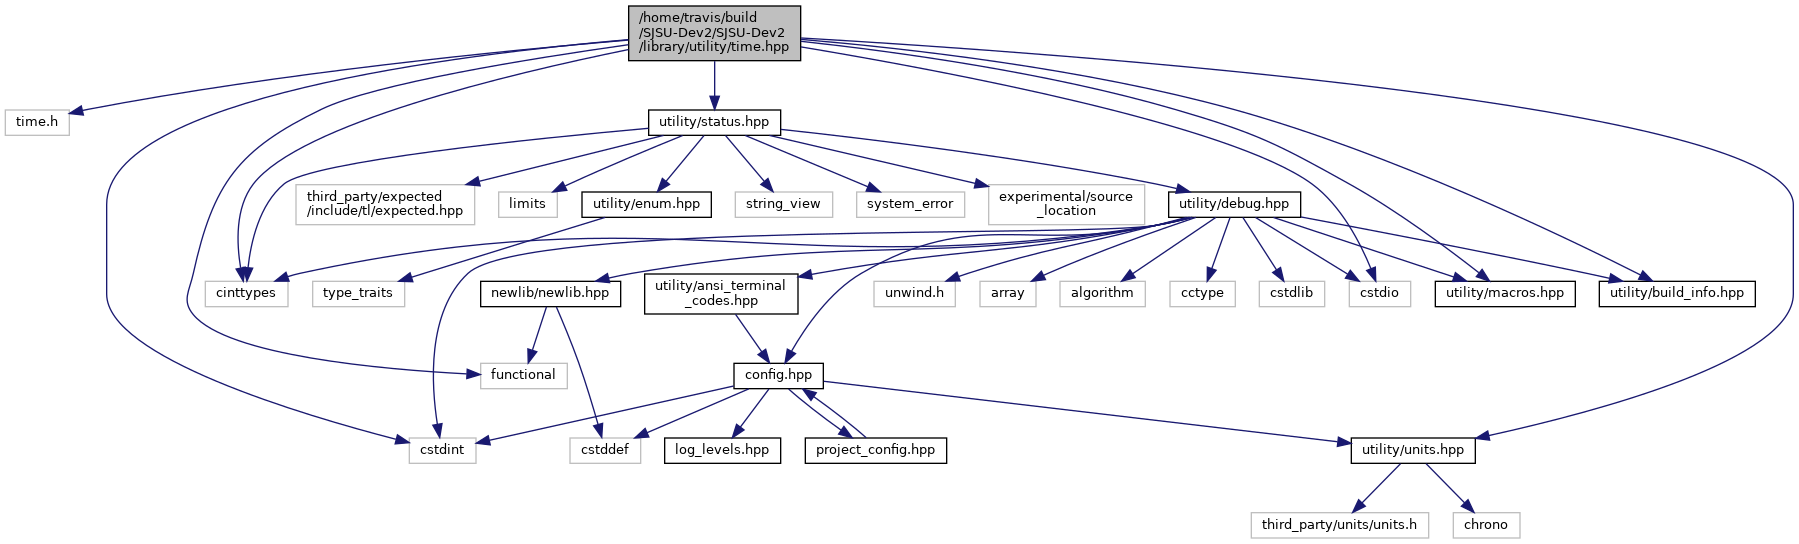 /home/travis/build
/SJSU-Dev2/SJSU-Dev2
/library/utility/time.hpp
time.h
utility/status.hpp
third_party/expected
/include/tl/expected.hpp
limits
utility/enum.hpp
string_view
system_error
experimental/source
_location
utility/debug.hpp
cinttypes
type_traits
newlib/newlib.hpp
utility/ansi_terminal
_codes.hpp
unwind.h
array
algorithm
cctype
cstdlib
cstdio
utility/macros.hpp
utility/build_info.hpp
functional
config.hpp
cstdint
cstddef
log_levels.hpp
project_config.hpp
utility/units.hpp
third_party/units/units.h
chrono